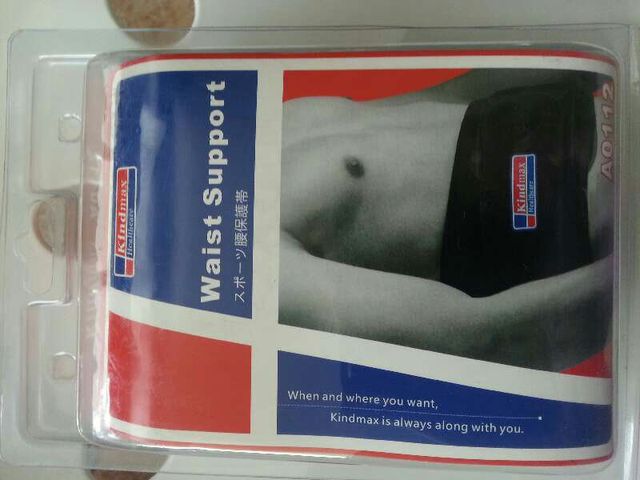 Kindmax
Healthcare
Waist Support
スポーツ腰保護帯
Kindmax
Healthcare
A0112
When and where you want,
Kindmax is always along with you.